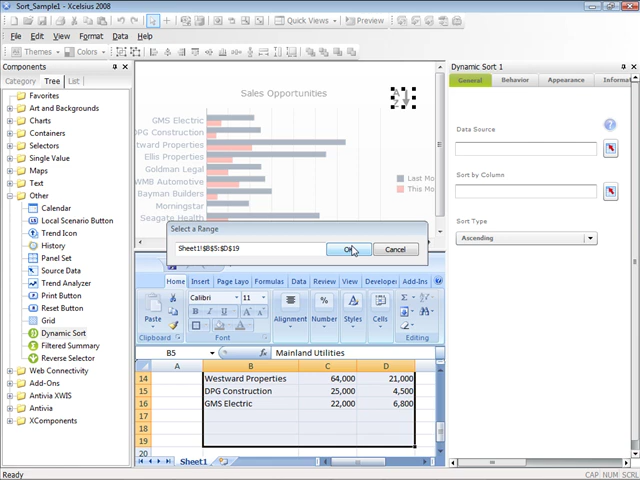 Sort_Sample1* - Xcelsius 2008
Quick Views
Preview
File Edit View Format Data Help
Themes Colors
Components
Category Tree List
Favorites
Art and Backgrounds
Charts
Containers
Selectors
Single Value
Maps
Text
Other
Calendar
Local Scenario Button
Trend Icon
History
Panel Set
Source Data
Trend Analyzer
Print Button
Reset Button
Grid
Dynamic Sort
Filtered Summary
Reverse Selector
Web Connectivity
Add-Ons
Antivia XWIS
Antivia
XComponents
Sales Opportunities
GMS Electric
DPG Construction
tward Properties
Ellis Properties
Goldman Legal
WMB Automotive
Bayman Builders
Morningstar
Seagate Health
Last Mo
This Mo
Select a Range
Sheet1!$B$5:$D$19
OK
Cancel
Home Insert Page L Formulas Data Review View Developer Add-Ins
Paste
Calibri 11
Alignment
Number
Styles
Cells
Clipboard
Font
Editing
B5
Mainland Utilities
A B C D
14 Westward Properties 64,000 21,000
15 DPG Construction 25,000 4,500
16 GMS Electric 22,000 6,800
17
18
19
20
Sheet1
Dynamic Sort 1
General Behavior Appearance Informat
Data Source
Sort by Column
Sort Type
Ascending
Ready
CAP NUM SCRL